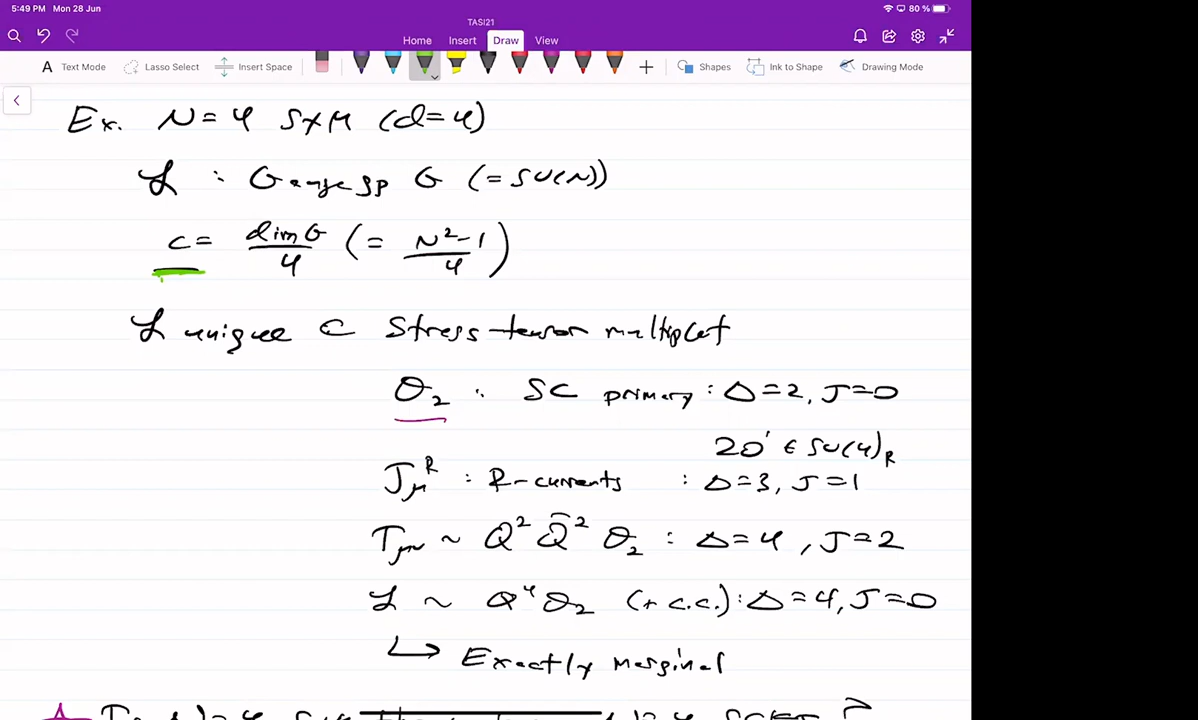 5:49 PM Mon 28 Jun
80 %
TASI21
Home Insert Draw View
A Text Mode Lasso Select Insert Space Shapes Ink to Shape Drawing Mode
Ex. N=4 SYM (d=4)
ℒ : Gauge gp G (=SU(N))
c = dim G / 4 (= N²-1 / 4)
ℒ unique ⊂ Stress-tensor multiplet
O₂ : SC primary : Δ=2, J=0
20' ∈ SU(4)_R
J_μ^R : R-currents : Δ=3, J=1
T_μν ~ Q² Q̄² O₂ : Δ=4, J=2
ℒ ~ Q⁴ O₂ (+ c.c.) : Δ=4, J=0
↳ Exactly marginal